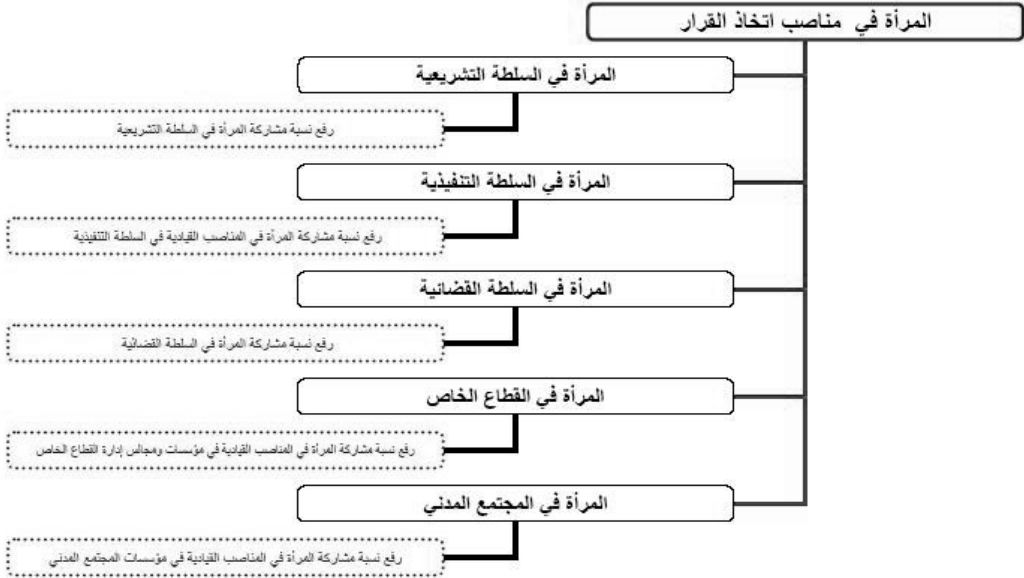 المرأة في مناصب اتخاذ القرار
المرأة في السلطة التشريعية
رفع نسبة مشاركة المرأة في السلطة التشريعية
المرأة في السلطة التنفيذية
رفع نسبة مشاركة المرأة في المناصب القيادية في السلطة التنفيذية
المرأة في السلطة القضائية
رفع نسبة مشاركة المرأة في السلطة القضائية
المرأة في القطاع الخاص
رفع نسبة مشاركة المرأة في المناصب القيادية في مؤسسات ومجالس إدارة القطاع الخاص
المرأة في المجتمع المدني
رفع نسبة مشاركة المرأة في المناصب القيادية في مؤسسات المجتمع المدني